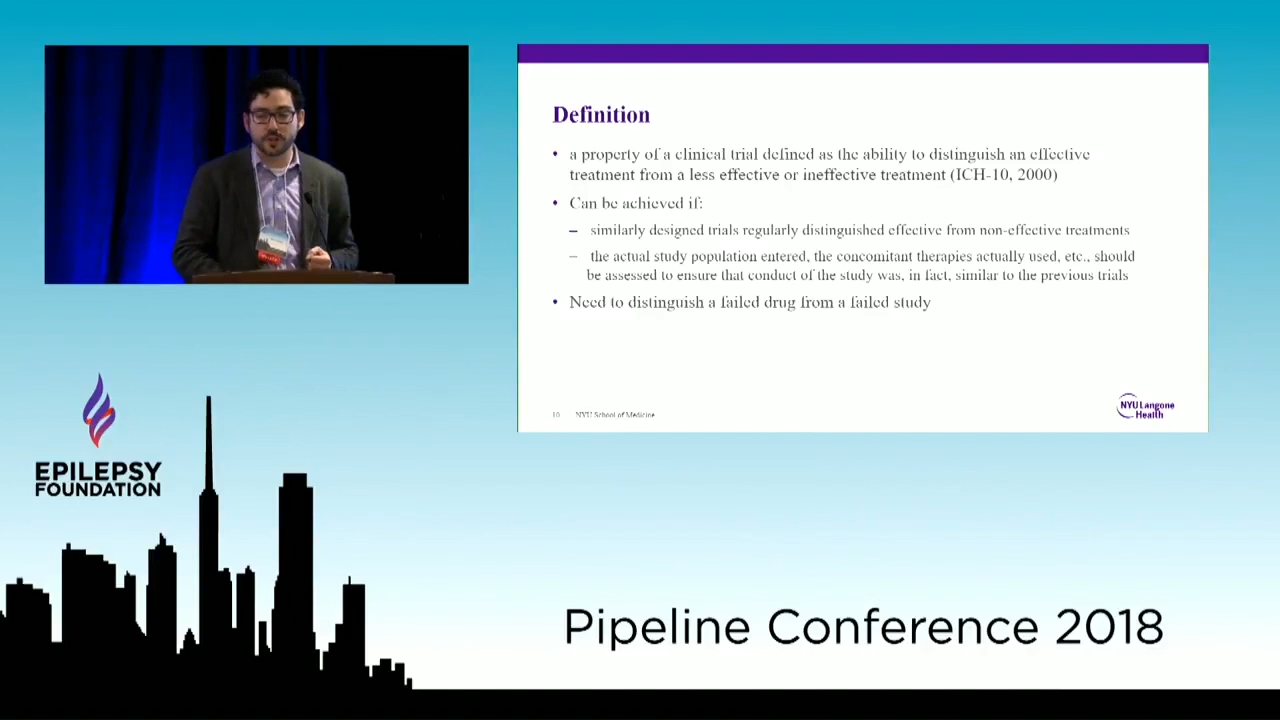 Definition
• a property of a clinical trial defined as the ability to distinguish an effective
treatment from a less effective or ineffective treatment (ICH-10, 2000)
• Can be achieved if:
– similarly designed trials regularly distinguished effective from non-effective treatments
– the actual study population entered, the concomitant therapies actually used, etc., should
be assessed to ensure that conduct of the study was, in fact, similar to the previous trials
• Need to distinguish a failed drug from a failed study
10 NYU School of Medicine
NYU Langone
Health
EPILEPSY
FOUNDATION
Pipeline Conference 2018